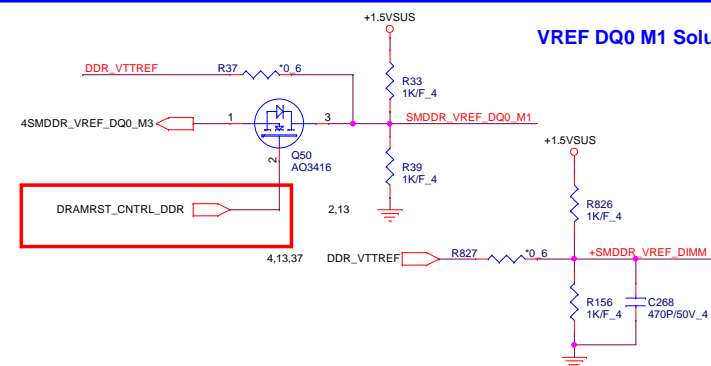 +1.5VSUS
VREF DQ0 M1 Solu
DDR_VTTREF
R37
*0_6
R33
1K/F_4
4SMDDR_VREF_DQ0_M3
1
3
SMDDR_VREF_DQ0_M1
2
Q50
AO3416
R39
1K/F_4
+1.5VSUS
DRAMRST_CNTRL_DDR
2,13
R826
1K/F_4
4,13,37
DDR_VTTREF
R827
*0_6
+SMDDR_VREF_DIMM
R156
1K/F_4
C268
470P/50V_4